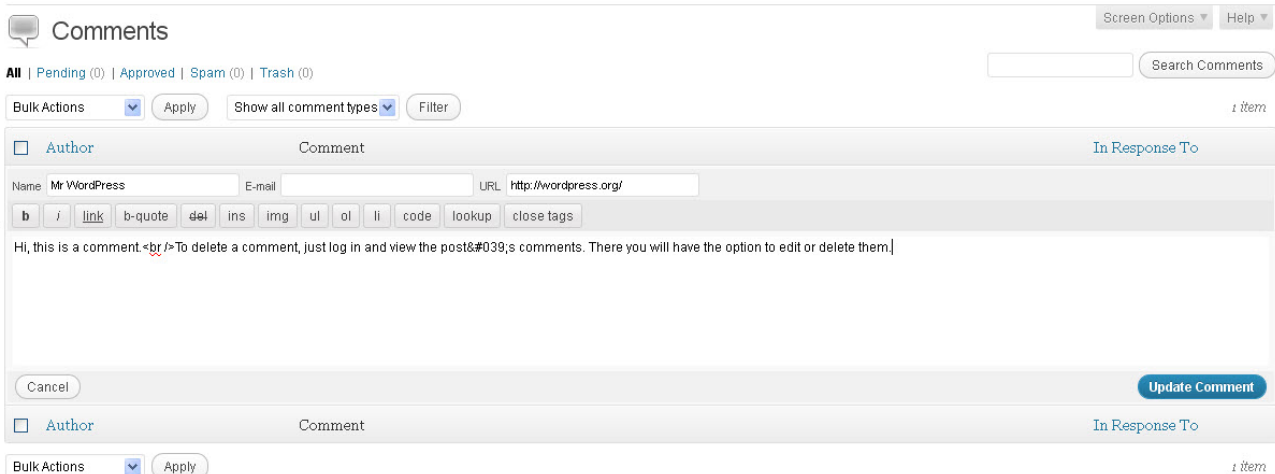 Screen Options Help
Comments
All | Pending (0) | Approved | Spam (0) | Trash (0)
Search Comments
Bulk Actions Apply Show all comment types Filter 1 item
Author Comment In Response To
Name Mr WordPress E-mail URL http://wordpress.org/
b i link b-quote del ins img ul ol li code lookup close tags
Hi, this is a comment.<br />To delete a comment, just log in and view the post&#039;s comments. There you will have the option to edit or delete them.
Cancel Update Comment
Author Comment In Response To
Bulk Actions Apply 1 item